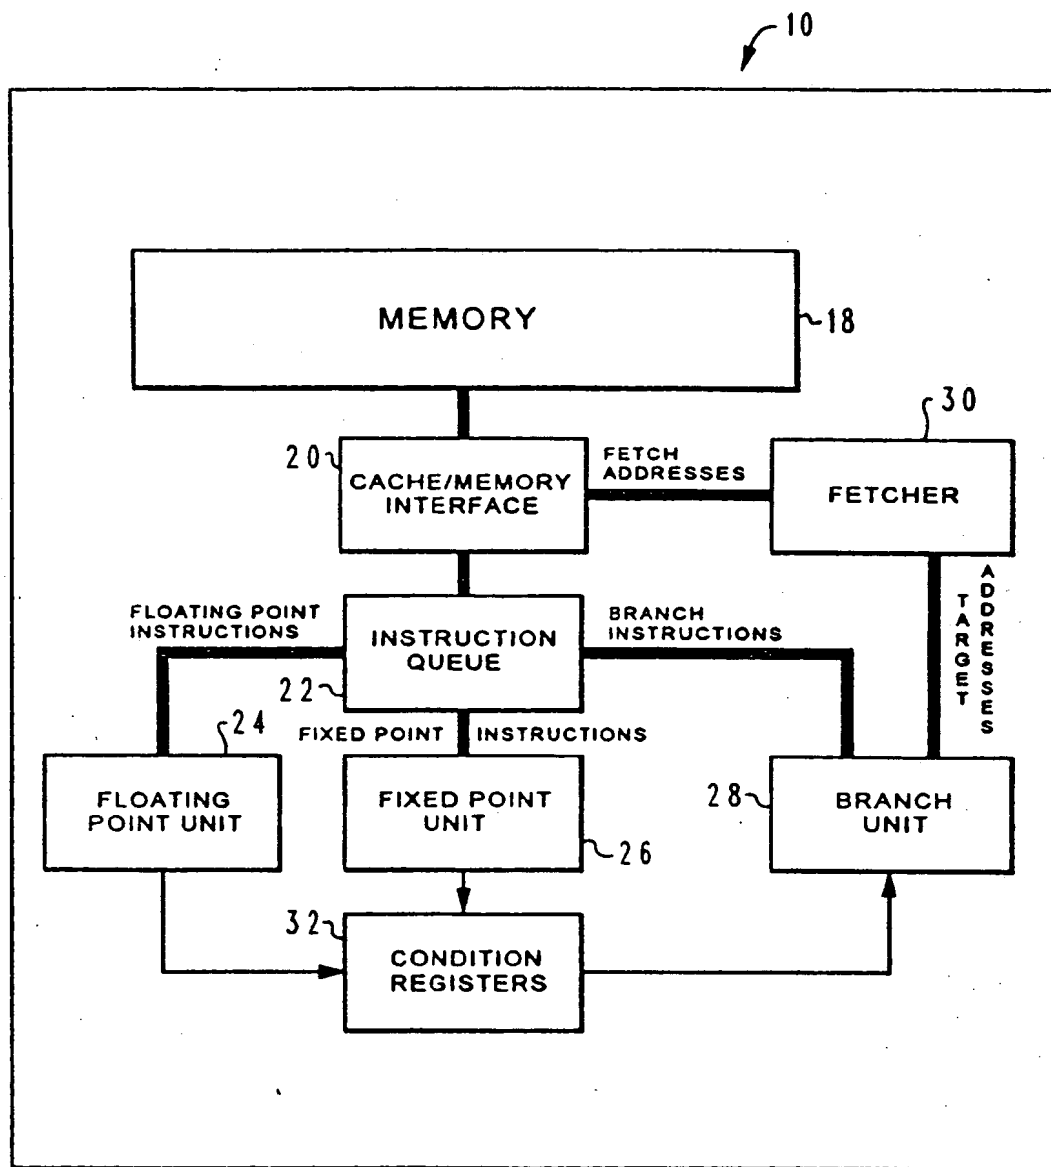 10
MEMORY
18
30
20
CACHE/MEMORY
INTERFACE
FETCH
ADDRESSES
FETCHER
FLOATING POINT
INSTRUCTIONS
INSTRUCTION
QUEUE
22
BRANCH
INSTRUCTIONS
TARGET
ADDRESSES
FIXED POINT INSTRUCTIONS
24
FLOATING
POINT UNIT
FIXED POINT
UNIT
26
28
BRANCH
UNIT
32
CONDITION
REGISTERS